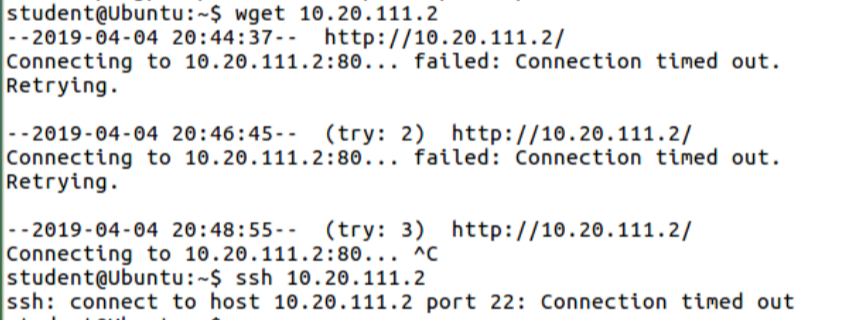 student@Ubuntu:~$ wget 10.20.111.2
--2019-04-04 20:44:37--  http://10.20.111.2/
Connecting to 10.20.111.2:80... failed: Connection timed out.
Retrying.

--2019-04-04 20:46:45--  (try: 2)  http://10.20.111.2/
Connecting to 10.20.111.2:80... failed: Connection timed out.
Retrying.

--2019-04-04 20:48:55--  (try: 3)  http://10.20.111.2/
Connecting to 10.20.111.2:80... ^C
student@Ubuntu:~$ ssh 10.20.111.2
ssh: connect to host 10.20.111.2 port 22: Connection timed out